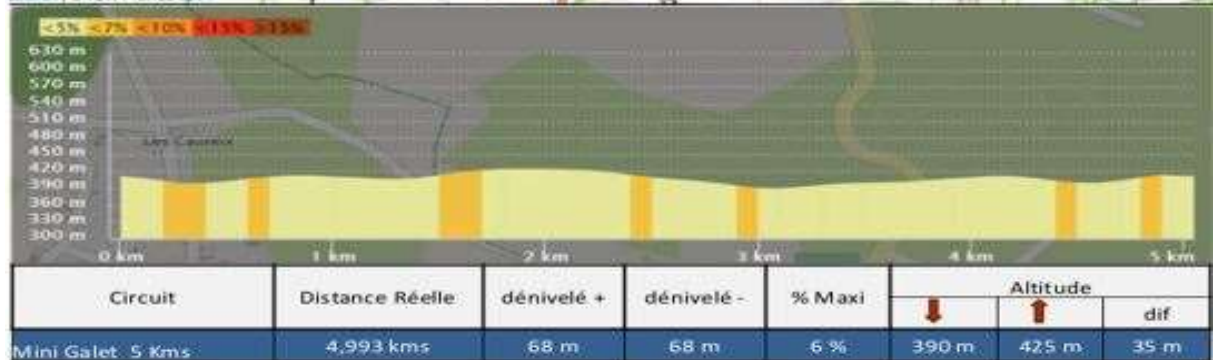 <5% <7% <10% <15% >15%
630 m
600 m
570 m
540 m
510 m
480 m
450 m
420 m
390 m
360 m
330 m
300 m
0 km 1 km 2 km 3 km 4 km 5 km
Circuit Distance Réelle dénivelé + dénivelé - % Maxi Altitude
dif
Mini Galet 5 Kms 4,993 kms 68 m 68 m 6 % 390 m 425 m 35 m